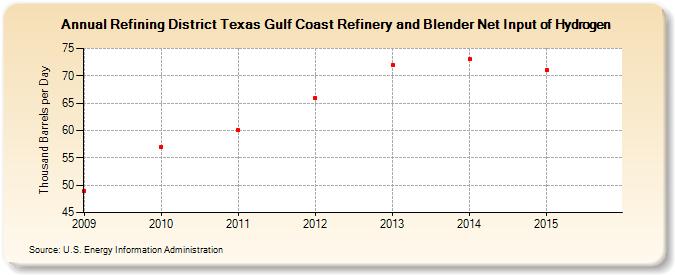 Annual Refining District Texas Gulf Coast Refinery and Blender Net Input of Hydrogen
Thousand Barrels per Day
75
70
65
60
55
50
45
2009 2010 2011 2012 2013 2014 2015
Source: U.S. Energy Information Administration